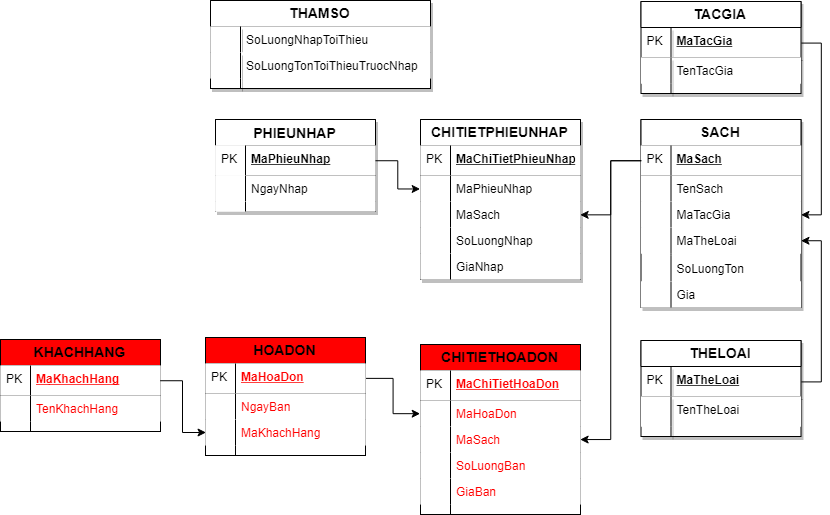 THAMSO
SoLuongNhapToiThieu
SoLuongTonToiThieuTruocNhap
TACGIA
PK MaTacGia
TenTacGia
PHIEUNHAP
PK MaPhieuNhap
NgayNhap
CHITIETPHIEUNHAP
PK MaChiTietPhieuNhap
MaPhieuNhap
MaSach
SoLuongNhap
GiaNhap
SACH
PK MaSach
TenSach
MaTacGia
MaTheLoai
SoLuongTon
Gia
KHACHHANG
PK MaKhachHang
TenKhachHang
HOADON
PK MaHoaDon
NgayBan
MaKhachHang
CHITIETHOADON
PK MaChiTietHoaDon
MaHoaDon
MaSach
SoLuongBan
GiaBan
THELOAI
PK MaTheLoai
TenTheLoai